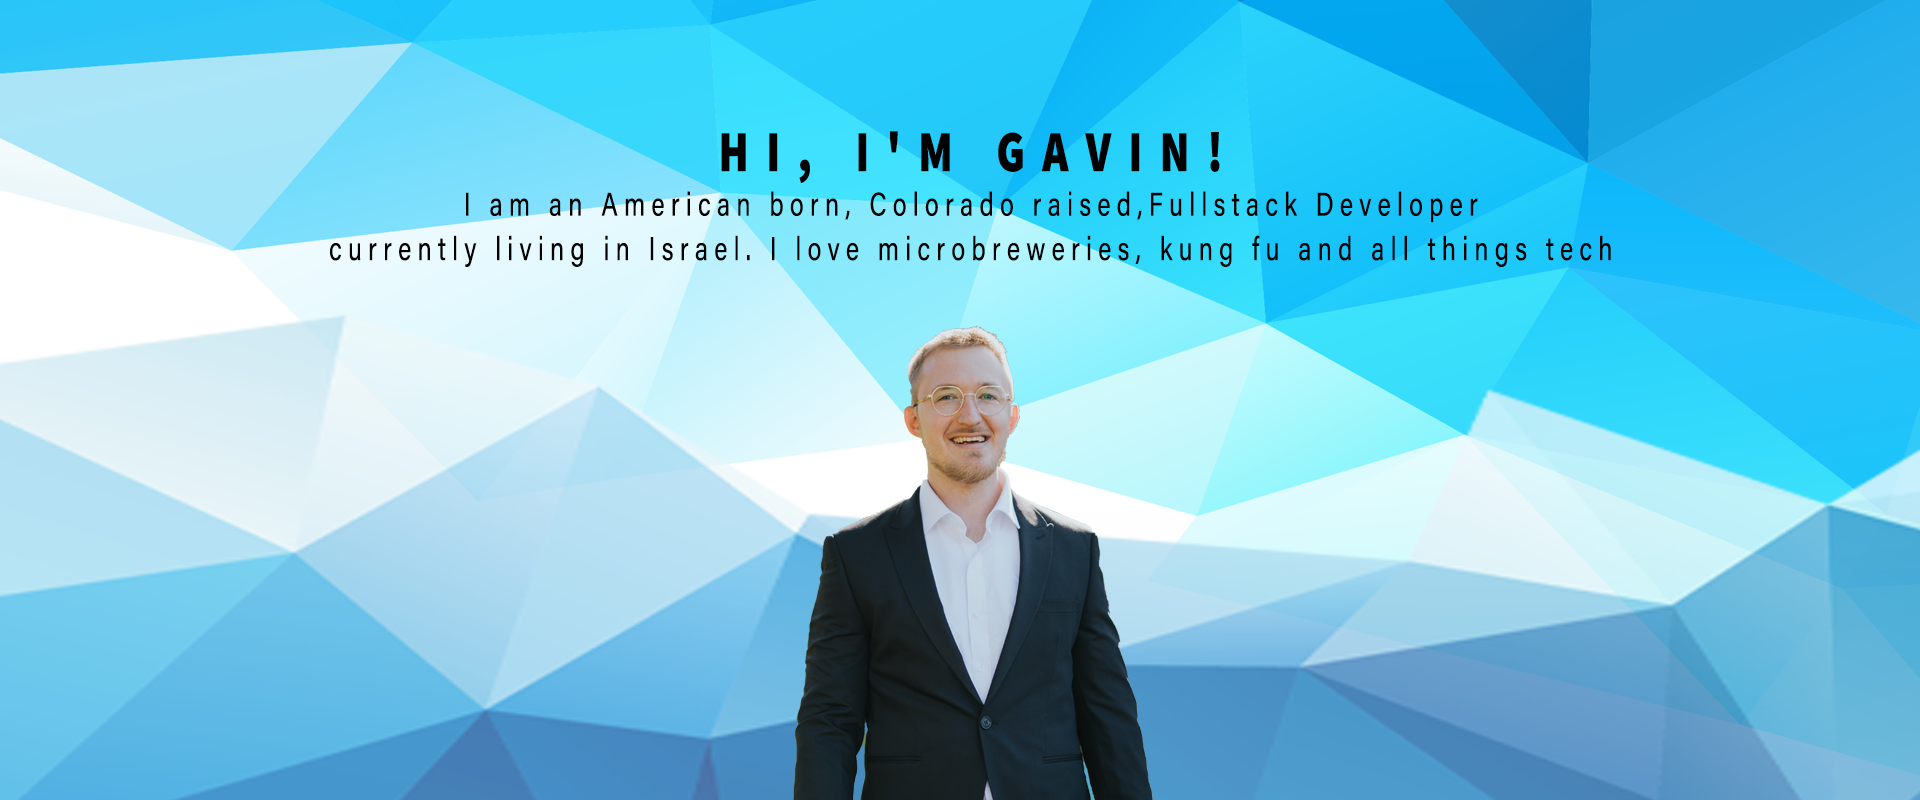 HI, I'M GAVIN!
I am an American born, Colorado raised,Fullstack Developer
currently living in Israel. I love microbreweries, kung fu and all things tech